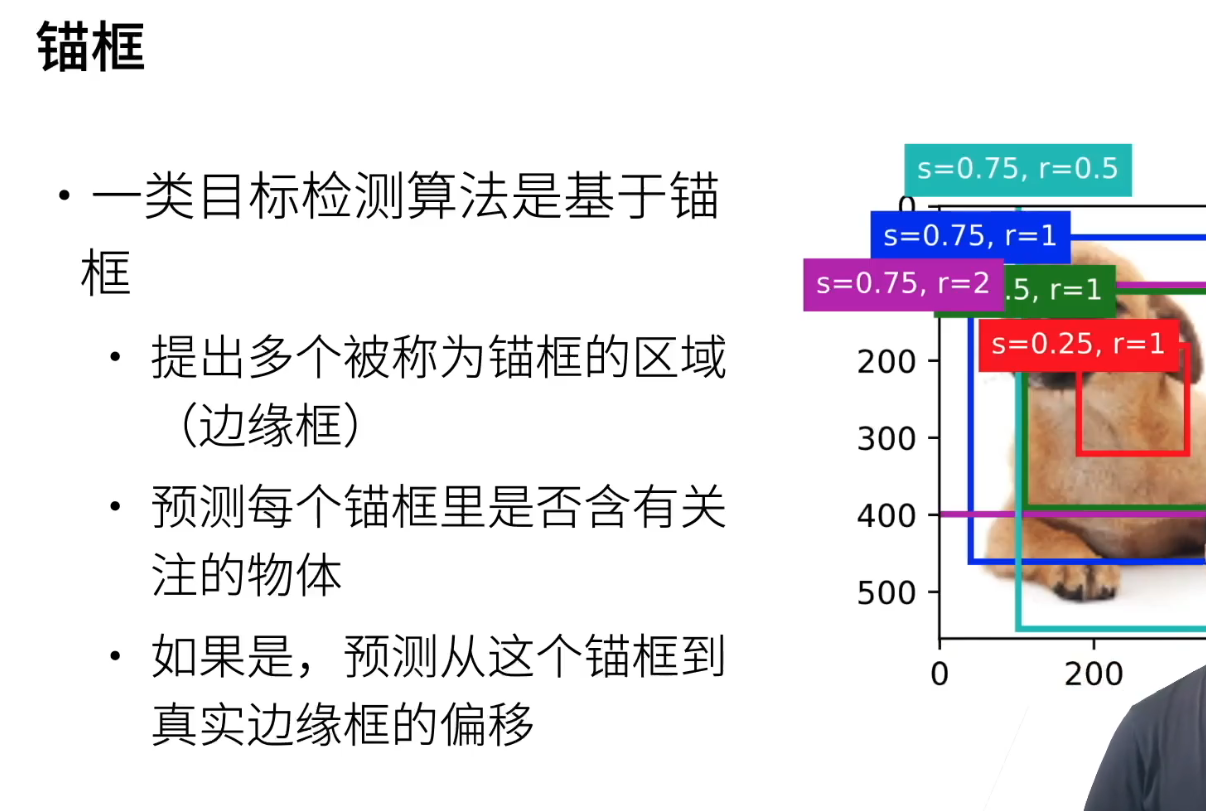 锚框
• 一类目标检测算法是基于锚
框
• 提出多个被称为锚框的区域
（边缘框）
• 预测每个锚框里是否含有关
注的物体
• 如果是，预测从这个锚框到
真实边缘框的偏移
s=0.75, r=0.5
0
s=0.75, r=1
s=0.75, r=2
.5, r=1
s=0.25, r=1
200
300
400
500
0
200